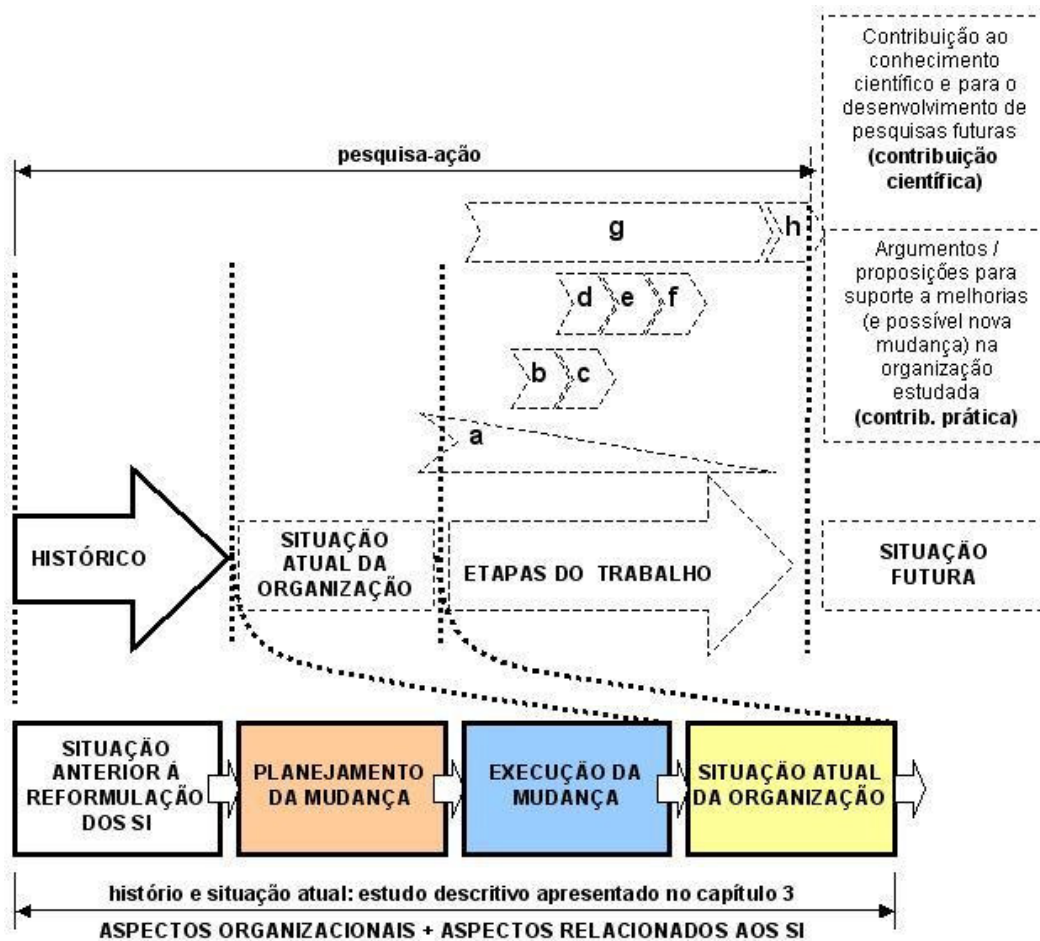 Contribuição ao
conhecimento
científico e para o
desenvolvimento de
pesquisas futuras
(contribuição
científica)
pesquisa-ação
g
h
Argumentos /
proposições para
suporte a melhorias
(e possível nova
mudança) na
organização
estudada
(contrib. prática)
d
e
f
b
c
a
HISTÓRICO
SITUAÇÃO
ATUAL DA
ORGANIZAÇÃO
ETAPAS DO TRABALHO
SITUAÇÃO
FUTURA
SITUAÇÃO
ANTERIOR Á
REFORMULAÇÃO
DOS SI
PLANEJAMENTO
DA MUDANÇA
EXECUÇÃO DA
MUDANÇA
SITUAÇÃO ATUAL
DA ORGANIZAÇÃO
histório e situação atual: estudo descritivo apresentado no capítulo 3
ASPECTOS ORGANIZACIONAIS + ASPECTOS RELACIONADOS AOS SI